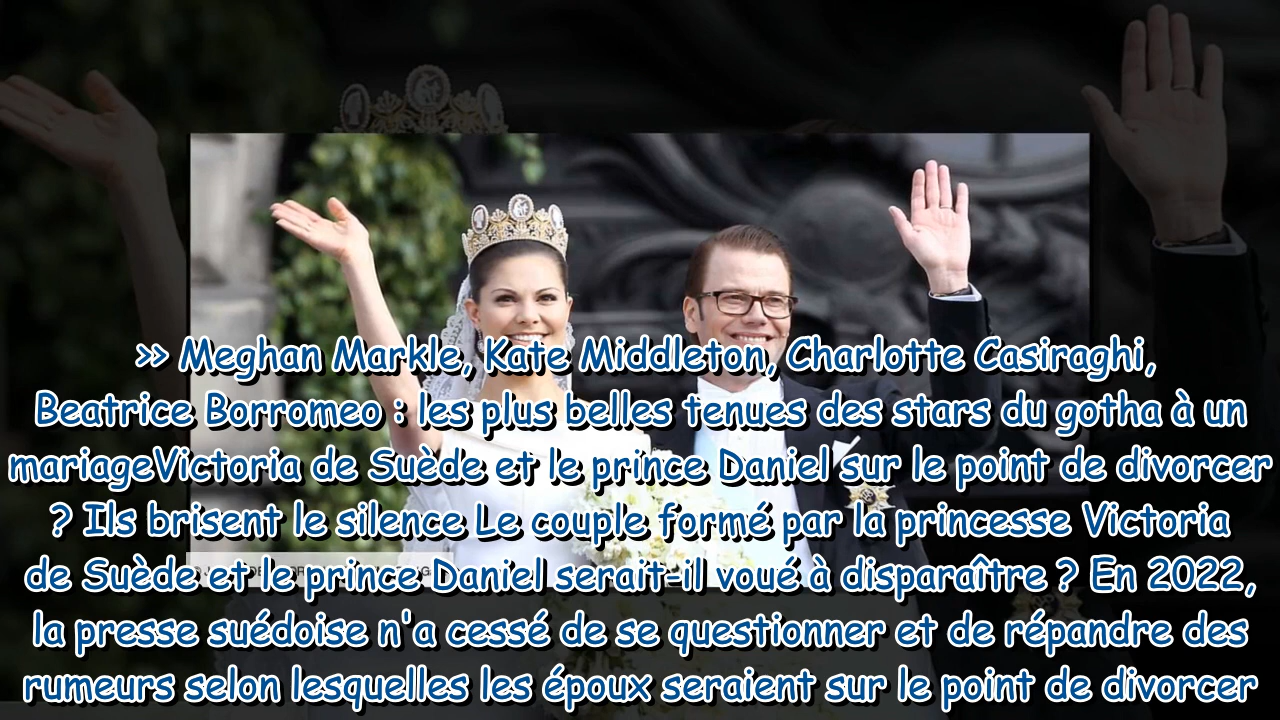 >> Meghan Markle, Kate Middleton, Charlotte Casiraghi,
Beatrice Borromeo : les plus belles tenues des stars du gotha à un
mariageVictoria de Suède et le prince Daniel sur le point de divorcer
? Ils brisent le silence Le couple formé par la princesse Victoria
de Suède et le prince Daniel serait-il voué à disparaître ? En 2022,
la presse suédoise n'a cessé de se questionner et de répandre des
rumeurs selon lesquelles les époux seraient sur le point de divorcer